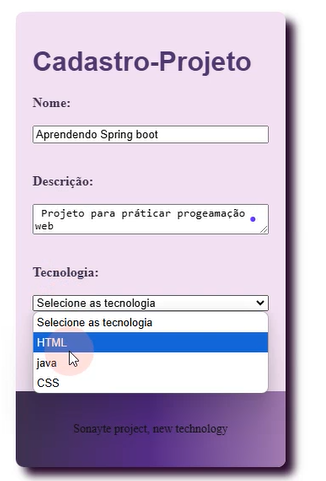 Cadastro-Projeto
Nome:
Aprendendo Spring boot
Descrição:
Projeto para práticar progeamação
web
Tecnologia:
Selecione as tecnologia
Selecione as tecnologia
HTML
java
CSS
Sonayte project, new technology